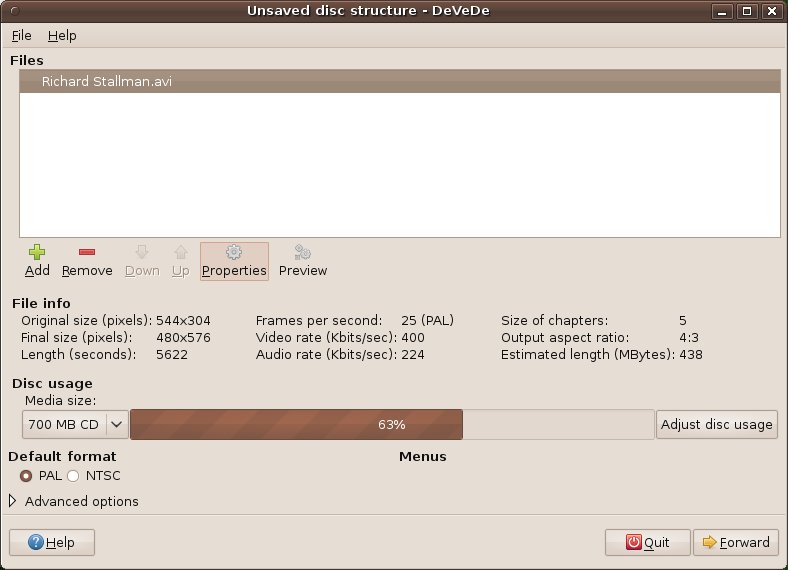 Unsaved disc structure - DeVeDe
File Help
Files
Richard Stallman.avi
Add Remove Down Up Properties Preview
File info
Original size (pixels): 544x304 Frames per second: 25 (PAL) Size of chapters: 5
Final size (pixels): 480x576 Video rate (Kbits/sec): 400 Output aspect ratio: 4:3
Length (seconds): 5622 Audio rate (Kbits/sec): 224 Estimated length (MBytes): 438
Disc usage
Media size:
700 MB CD 63% Adjust disc usage
Default format Menus
PAL NTSC
Advanced options
Help Quit Forward